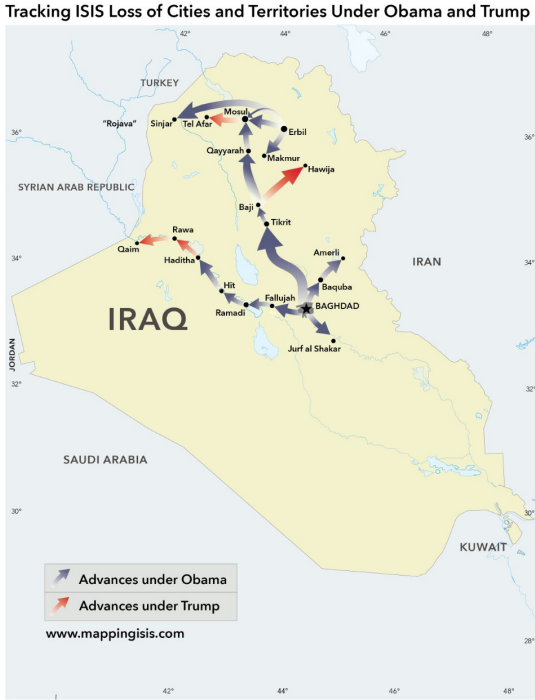 Tracking ISIS Loss of Cities and Territories Under Obama and Trump
42°
44°
46°
48°
TURKEY
"Rojava"
Sinjar
Tel Afar
Mosul
Erbil
36°
36°
Qayyarah
Makmur
Hawija
SYRIAN ARAB REPUBLIC
Baji
Tikrit
Rawa
Qaim
Haditha
Amerli
IRAN
34°
34°
Hit
Baquba
Fallujah
BAGHDAD
Ramadi
IRAQ
Jurf al Shakar
JORDAN
32°
32°
SAUDI ARABIA
30°
30°
KUWAIT
Advances under Obama
Advances under Trump
www.mappingisis.com
28°
42°
44°
46°
48°